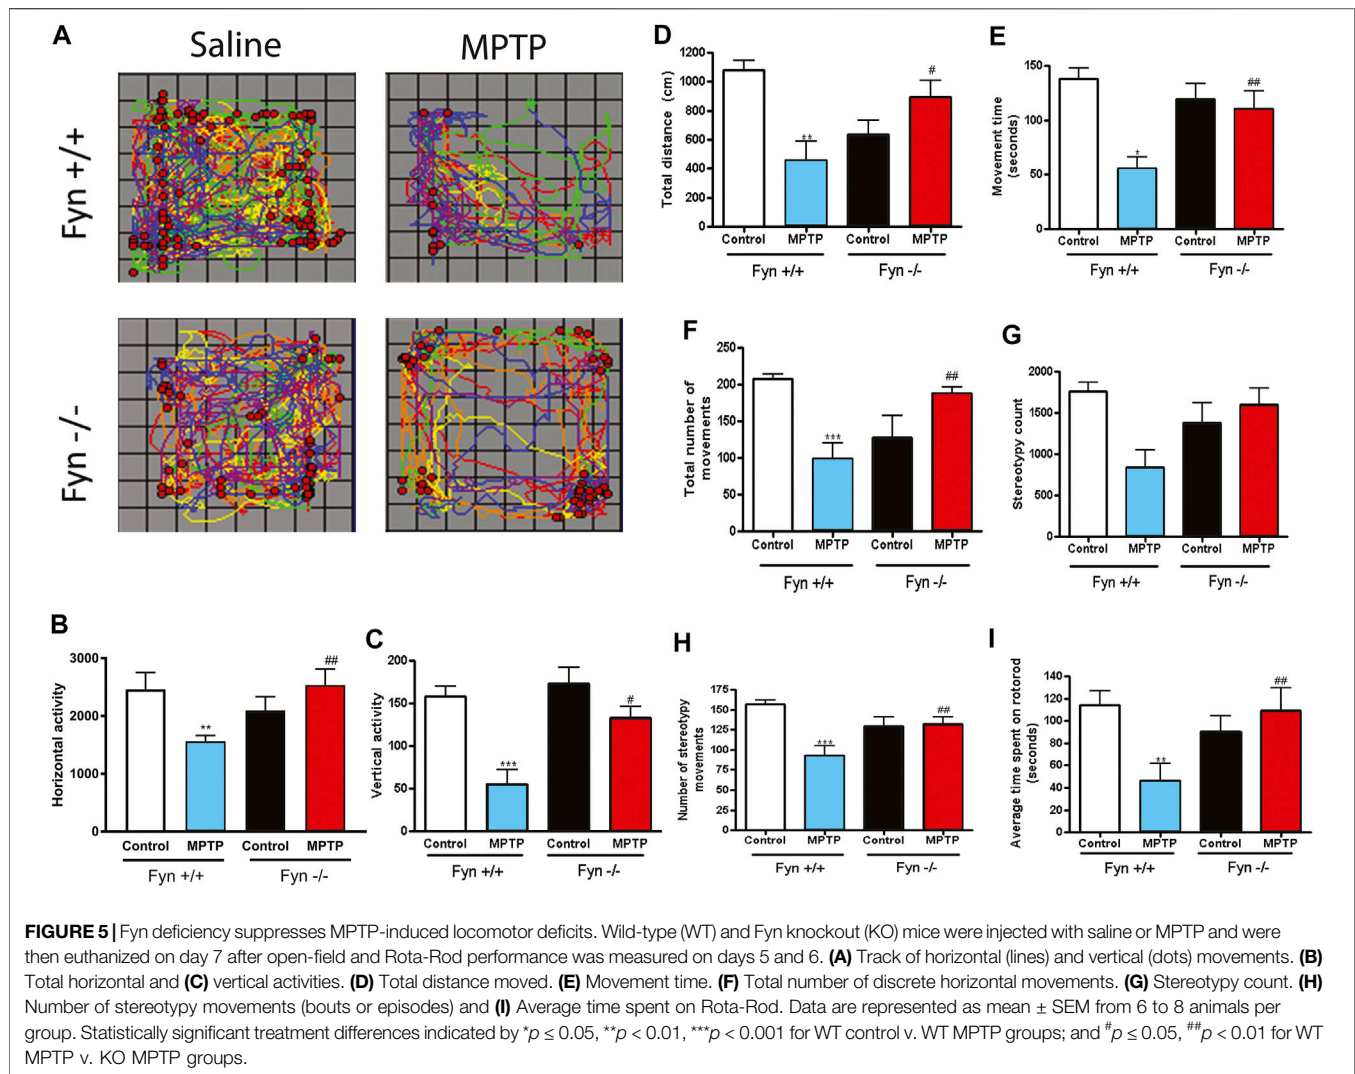 A
Saline
MPTP
Fyn +/+
Fyn -/-
B
Horizontal activity
3000
2000
1000
0
##
**
Control MPTP Control MPTP
Fyn +/+ Fyn -/-
C
Vertical activity
200
150
100
50
0
***
#
Control MPTP Control MPTP
Fyn +/+ Fyn -/-
D
Total distance (cm)
1200
1000
800
600
400
200
0
**
#
Control MPTP Control MPTP
Fyn +/+ Fyn -/-
E
Movement time
(seconds)
150
100
50
0
*
##
Control MPTP Control MPTP
Fyn +/+ Fyn -/-
F
Total number of
movements
250
200
150
100
50
0
***
##
Control MPTP Control MPTP
Fyn +/+ Fyn -/-
G
Stereotypy count
2000
1500
1000
500
0
Control MPTP Control MPTP
Fyn +/+ Fyn -/-
H
Number of stereotypy
movements
175
150
125
100
75
50
25
0
***
##
Control MPTP Control MPTP
Fyn +/+ Fyn -/-
I
Average time spent on rotorod
(seconds)
140
120
100
80
60
40
20
0
**
##
Control MPTP Control MPTP
Fyn +/+ Fyn -/-
FIGURE 5 | Fyn deficiency suppresses MPTP-induced locomotor deficits. Wild-type (WT) and Fyn knockout (KO) mice were injected with saline or MPTP and were
then euthanized on day 7 after open-field and Rota-Rod performance was measured on days 5 and 6. (A) Track of horizontal (lines) and vertical (dots) movements. (B)
Total horizontal and (C) vertical activities. (D) Total distance moved. (E) Movement time. (F) Total number of discrete horizontal movements. (G) Stereotypy count. (H)
Number of stereotypy movements (bouts or episodes) and (I) Average time spent on Rota-Rod. Data are represented as mean ± SEM from 6 to 8 animals per
group. Statistically significant treatment differences indicated by *p ≤ 0.05, **p < 0.01, ***p < 0.001 for WT control v. WT MPTP groups; and #p ≤ 0.05, ##p < 0.01 for WT
MPTP v. KO MPTP groups.